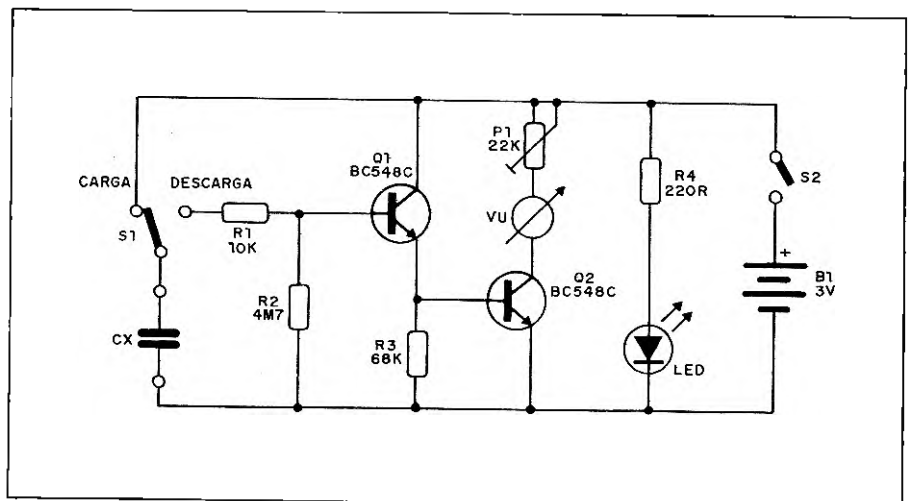 CARGA
DESCARGA
S1
R1
10K
CX
R2
4M7
Q1
BC548C
R3
68K
P1
22K
VU
Q2
BC548C
R4
220R
LED
S2
+
B1
3V